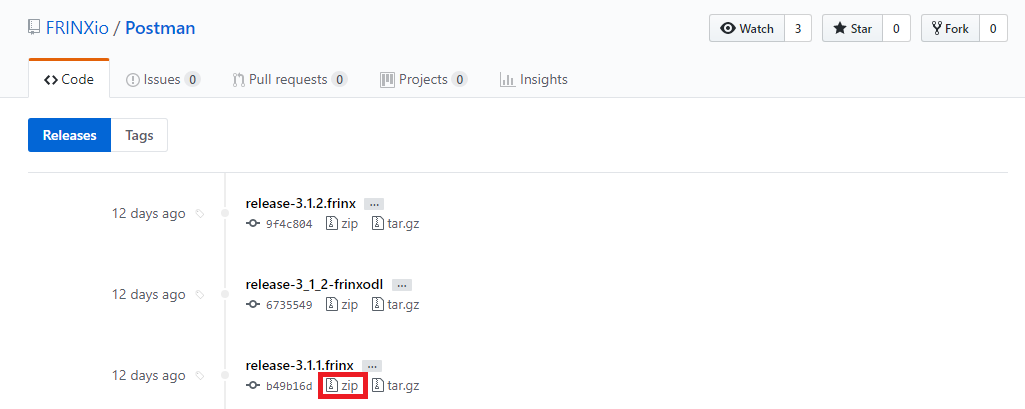 FRINXio / Postman
Watch 3 Star 0 Fork 0
Code Issues 0 Pull requests 0 Projects 0 Insights
Releases Tags
release-3.1.2.frinx ...
12 days ago
9f4c804 zip tar.gz
release-3_1_2-frinxodl ...
12 days ago
6735549 zip tar.gz
release-3.1.1.frinx ...
12 days ago
b49b16d zip tar.gz